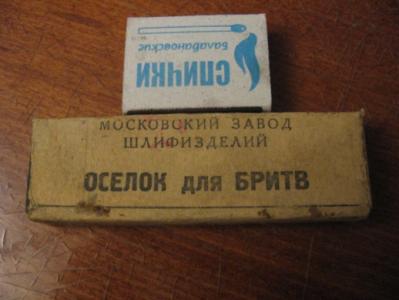 СПИЧКИ
Балабановские
МОСКОВСКИЙ ЗАВОД
ШЛИФИЗДЕЛИЙ
ОСЕЛОК для БРИТВ